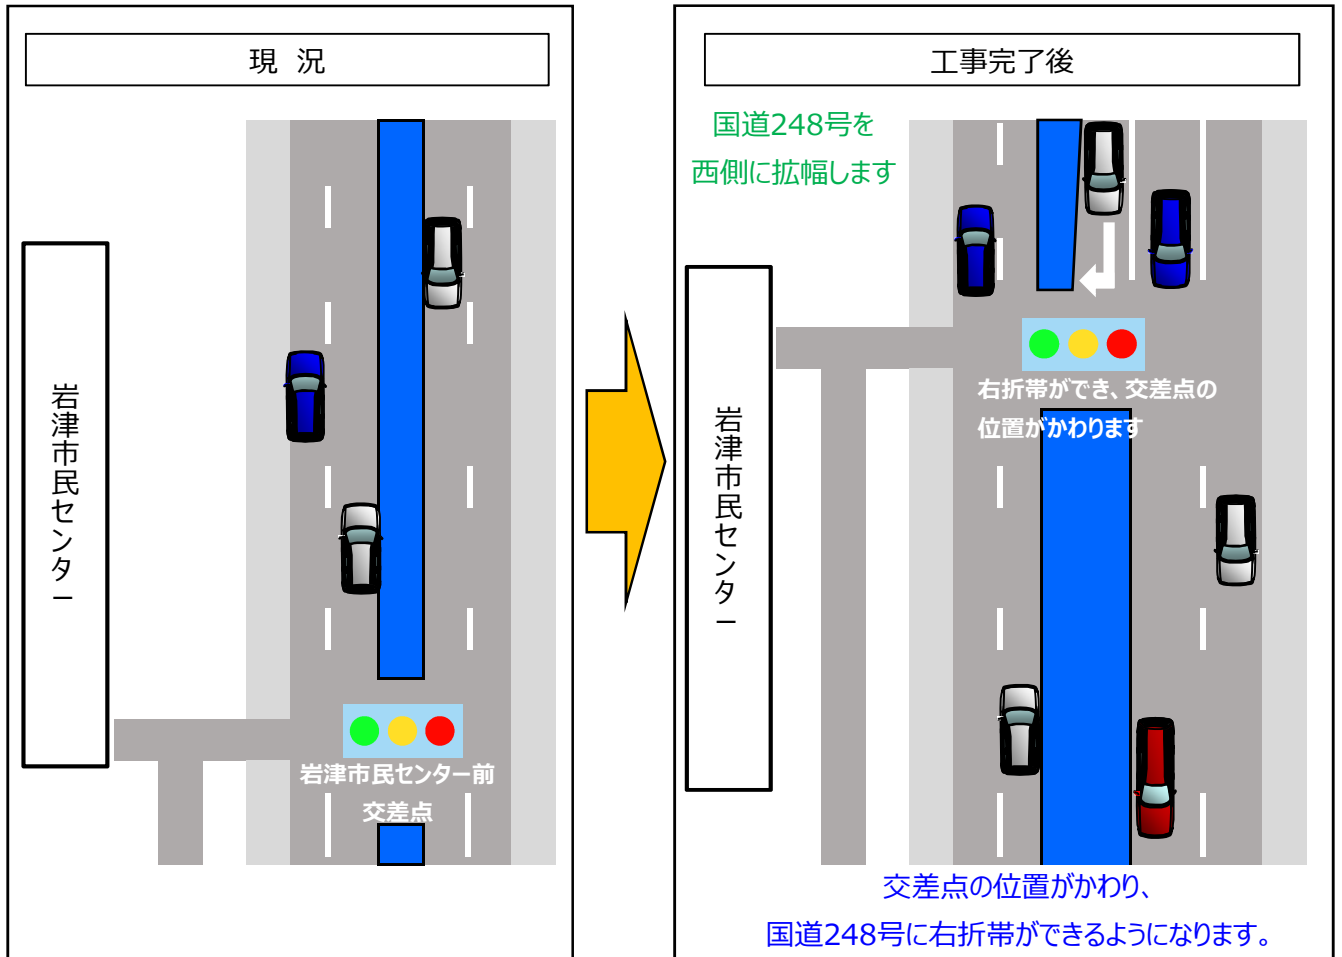 現 況
岩津市民センター
岩津市民センター前
交差点
工事完了後
国道248号を
西側に拡幅します
岩津市民センター
右折帯ができ、交差点の
位置がかわります
交差点の位置がかわり、
国道248号に右折帯ができるようになります。